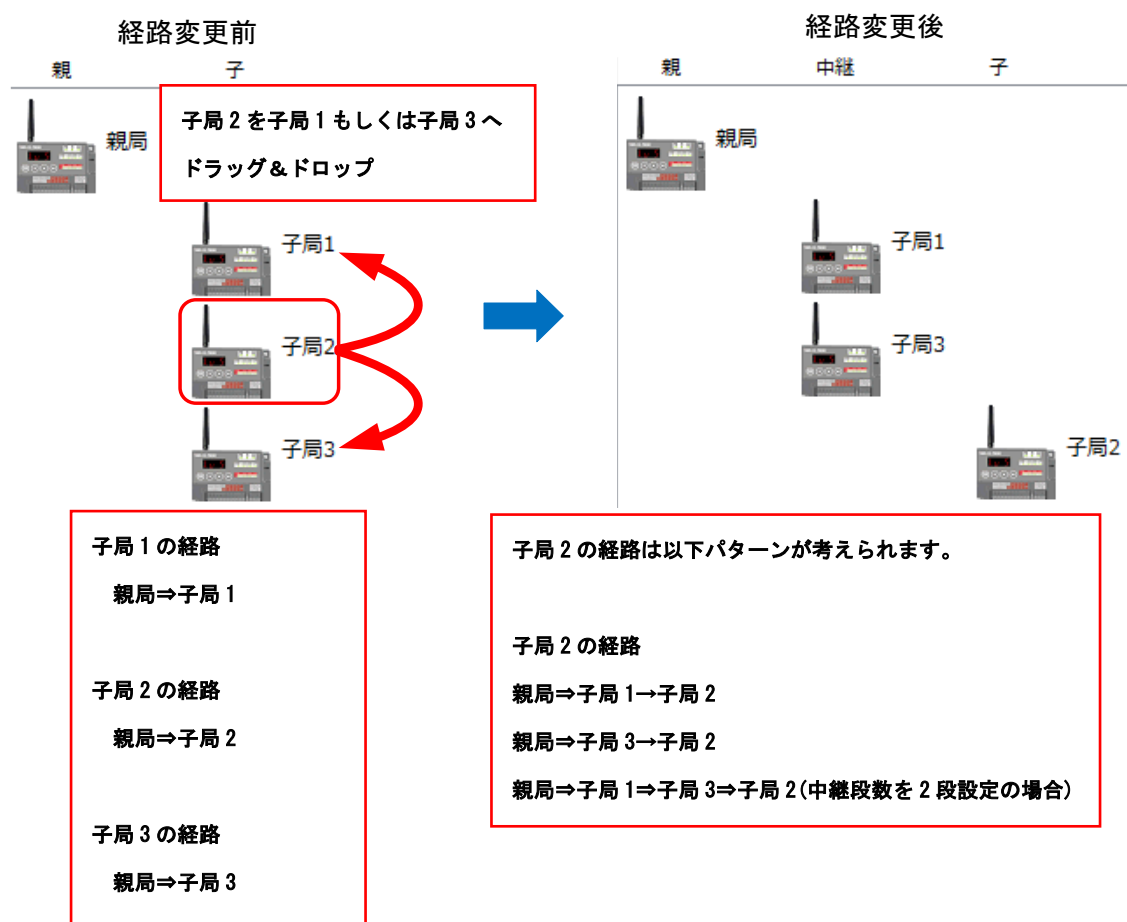 経路変更前
親 子
子局2を子局1もしくは子局3へ
ドラッグ&ドロップ
親局
子局1
子局2
子局3
子局1の経路
親局⇒子局1
子局2の経路
親局⇒子局2
子局3の経路
親局⇒子局3
経路変更後
親 中継 子
親局
子局1
子局3
子局2
子局2の経路は以下パターンが考えられます。
子局2の経路
親局⇒子局1→子局2
親局⇒子局3→子局2
親局⇒子局1⇒子局3⇒子局2(中継段数を2段設定の場合)